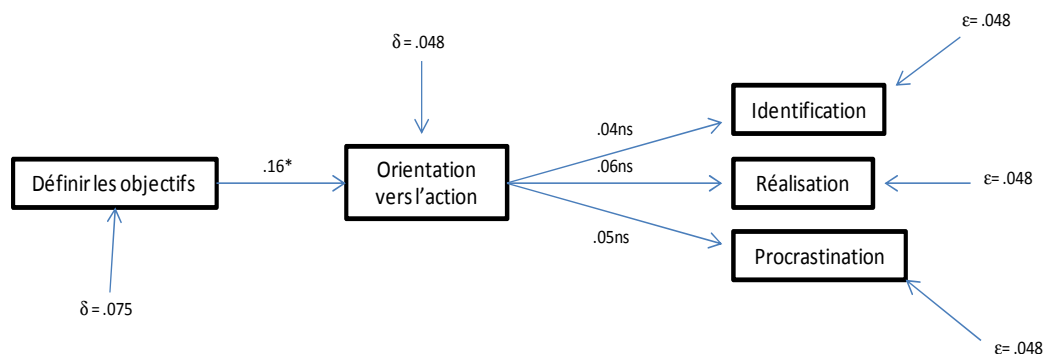 ε= .048
δ = .048
Identification
.04ns
.16*
Orientation
vers l'action
.06ns
Définir les objectifs
Réalisation
ε= .048
.05ns
Procrastination
δ = .075
ε= .048